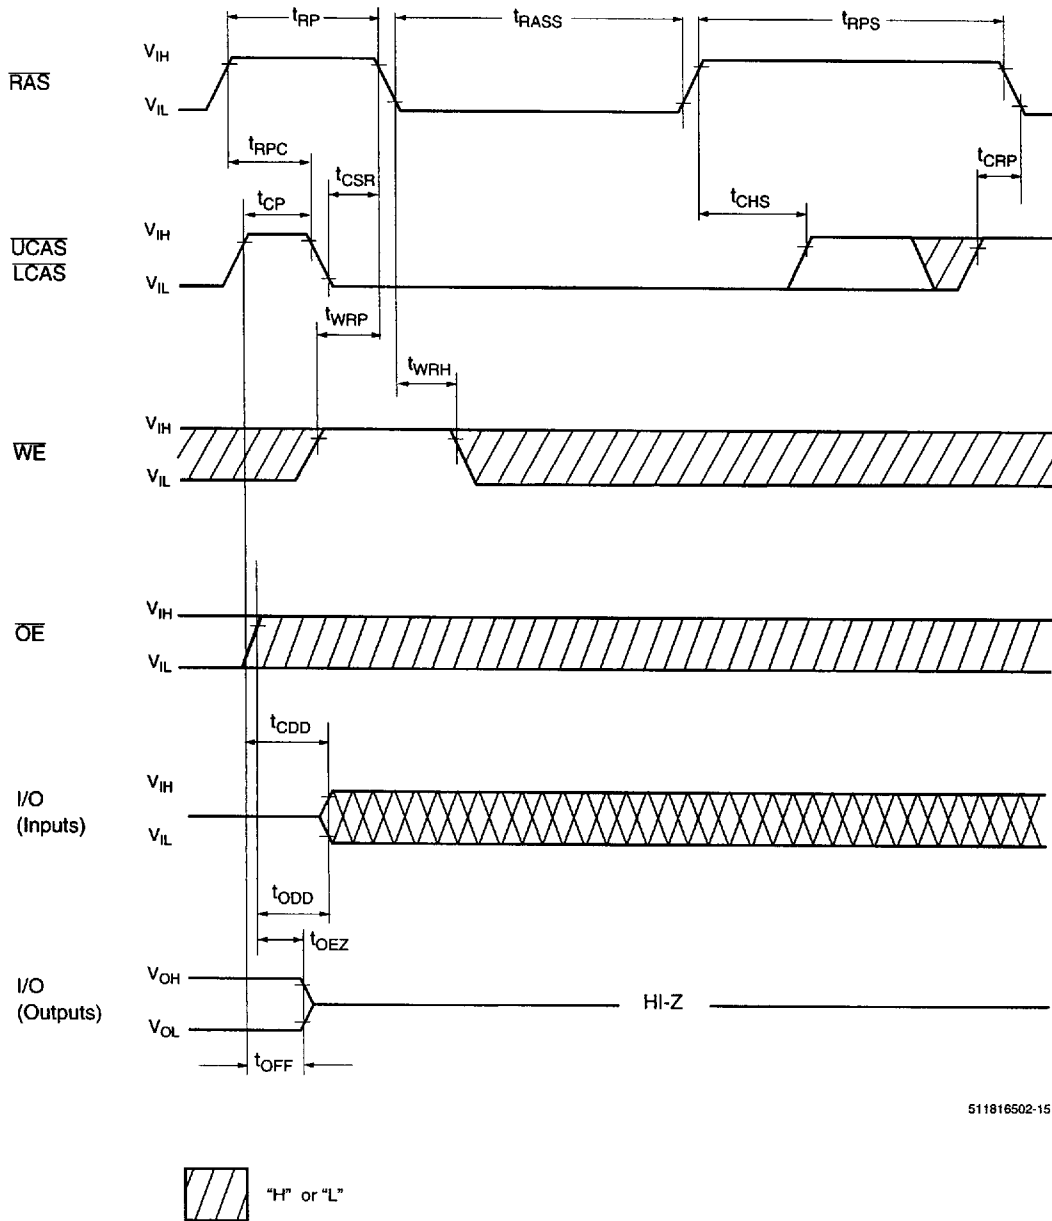 tRP
tRASS
tRPS
VIH
RAS
VIL
tRPC
tCSR
tCRP
tCP
tCHS
VIH
UCAS
LCAS
VIL
tWRP
tWRH
VIH
WE
VIL
VIH
OE
VIL
tCDD
VIH
I/O
(Inputs)
VIL
tODD
tOEZ
VOH
I/O
(Outputs)
HI-Z
VOL
tOFF
511816502-15
"H" or "L"